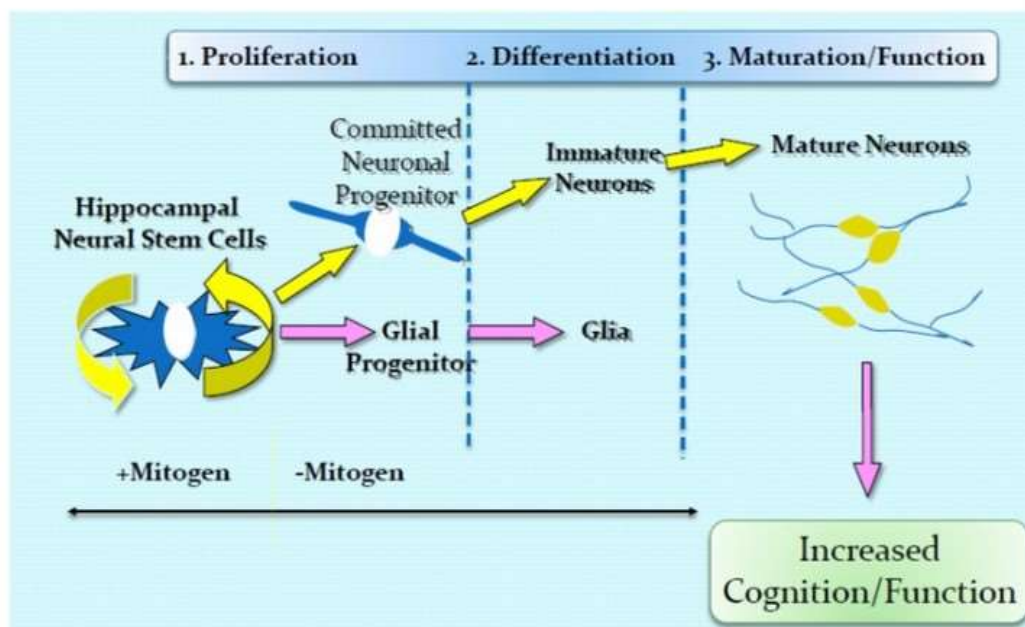 1. Proliferation 2. Differentiation 3. Maturation/Function
Committed
Neuronal
Progenitor
Immature
Neurons
Mature Neurons
Hippocampal
Neural Stem Cells
Glial
Progenitor
Glia
+Mitogen -Mitogen
Increased
Cognition/Function